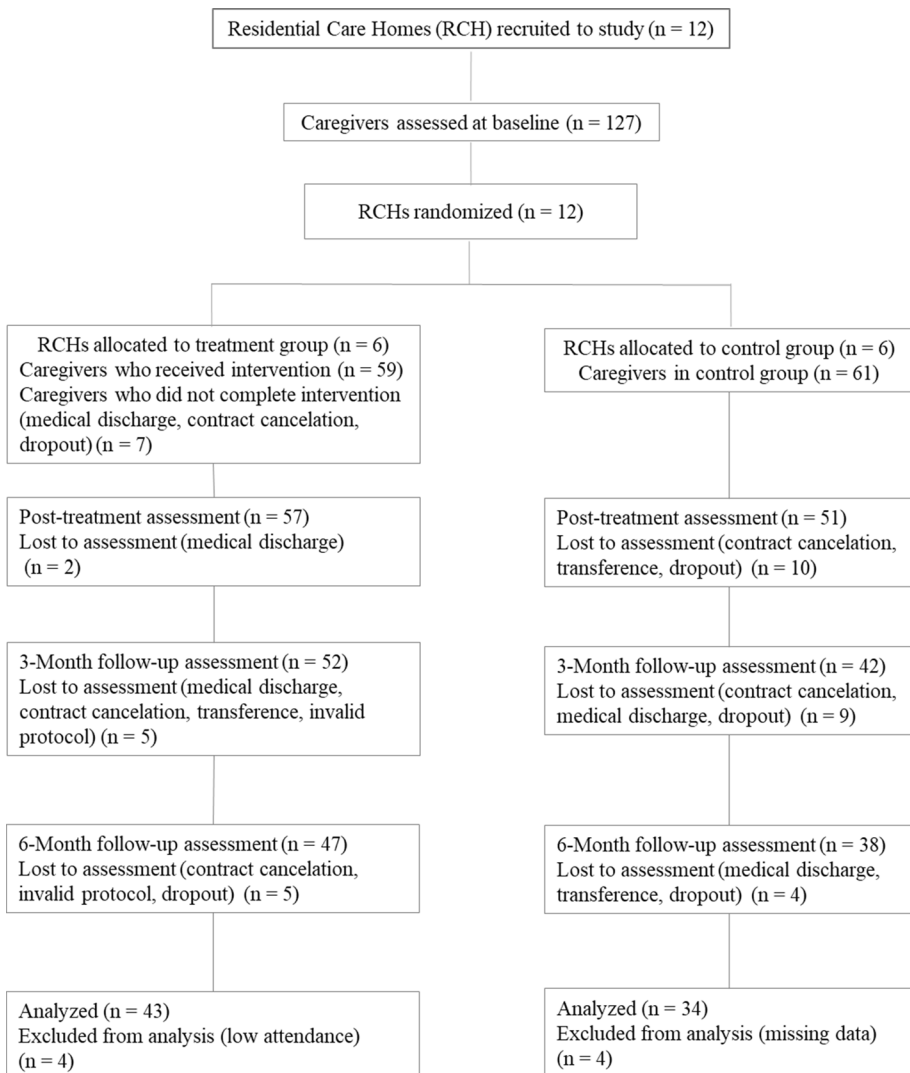 Residential Care Homes (RCH) recruited to study (n = 12)
Caregivers assessed at baseline (n = 127)
RCHs randomized (n = 12)
RCHs allocated to treatment group (n = 6)
Caregivers who received intervention (n = 59)
Caregivers who did not complete intervention
(medical discharge, contract cancelation,
dropout) (n = 7)
RCHs allocated to control group (n = 6)
Caregivers in control group (n = 61)
Post-treatment assessment (n = 57)
Lost to assessment (medical discharge)
(n = 2)
Post-treatment assessment (n = 51)
Lost to assessment (contract cancelation,
transference, dropout) (n = 10)
3-Month follow-up assessment (n = 52)
Lost to assessment (medical discharge,
contract cancelation, transference, invalid
protocol) (n = 5)
3-Month follow-up assessment (n = 42)
Lost to assessment (contract cancelation,
medical discharge, dropout) (n = 9)
6-Month follow-up assessment (n = 47)
Lost to assessment (contract cancelation,
invalid protocol, dropout) (n = 5)
6-Month follow-up assessment (n = 38)
Lost to assessment (medical discharge,
transference, dropout) (n = 4)
Analyzed (n = 43)
Excluded from analysis (low attendance)
(n = 4)
Analyzed (n = 34)
Excluded from analysis (missing data)
(n = 4)